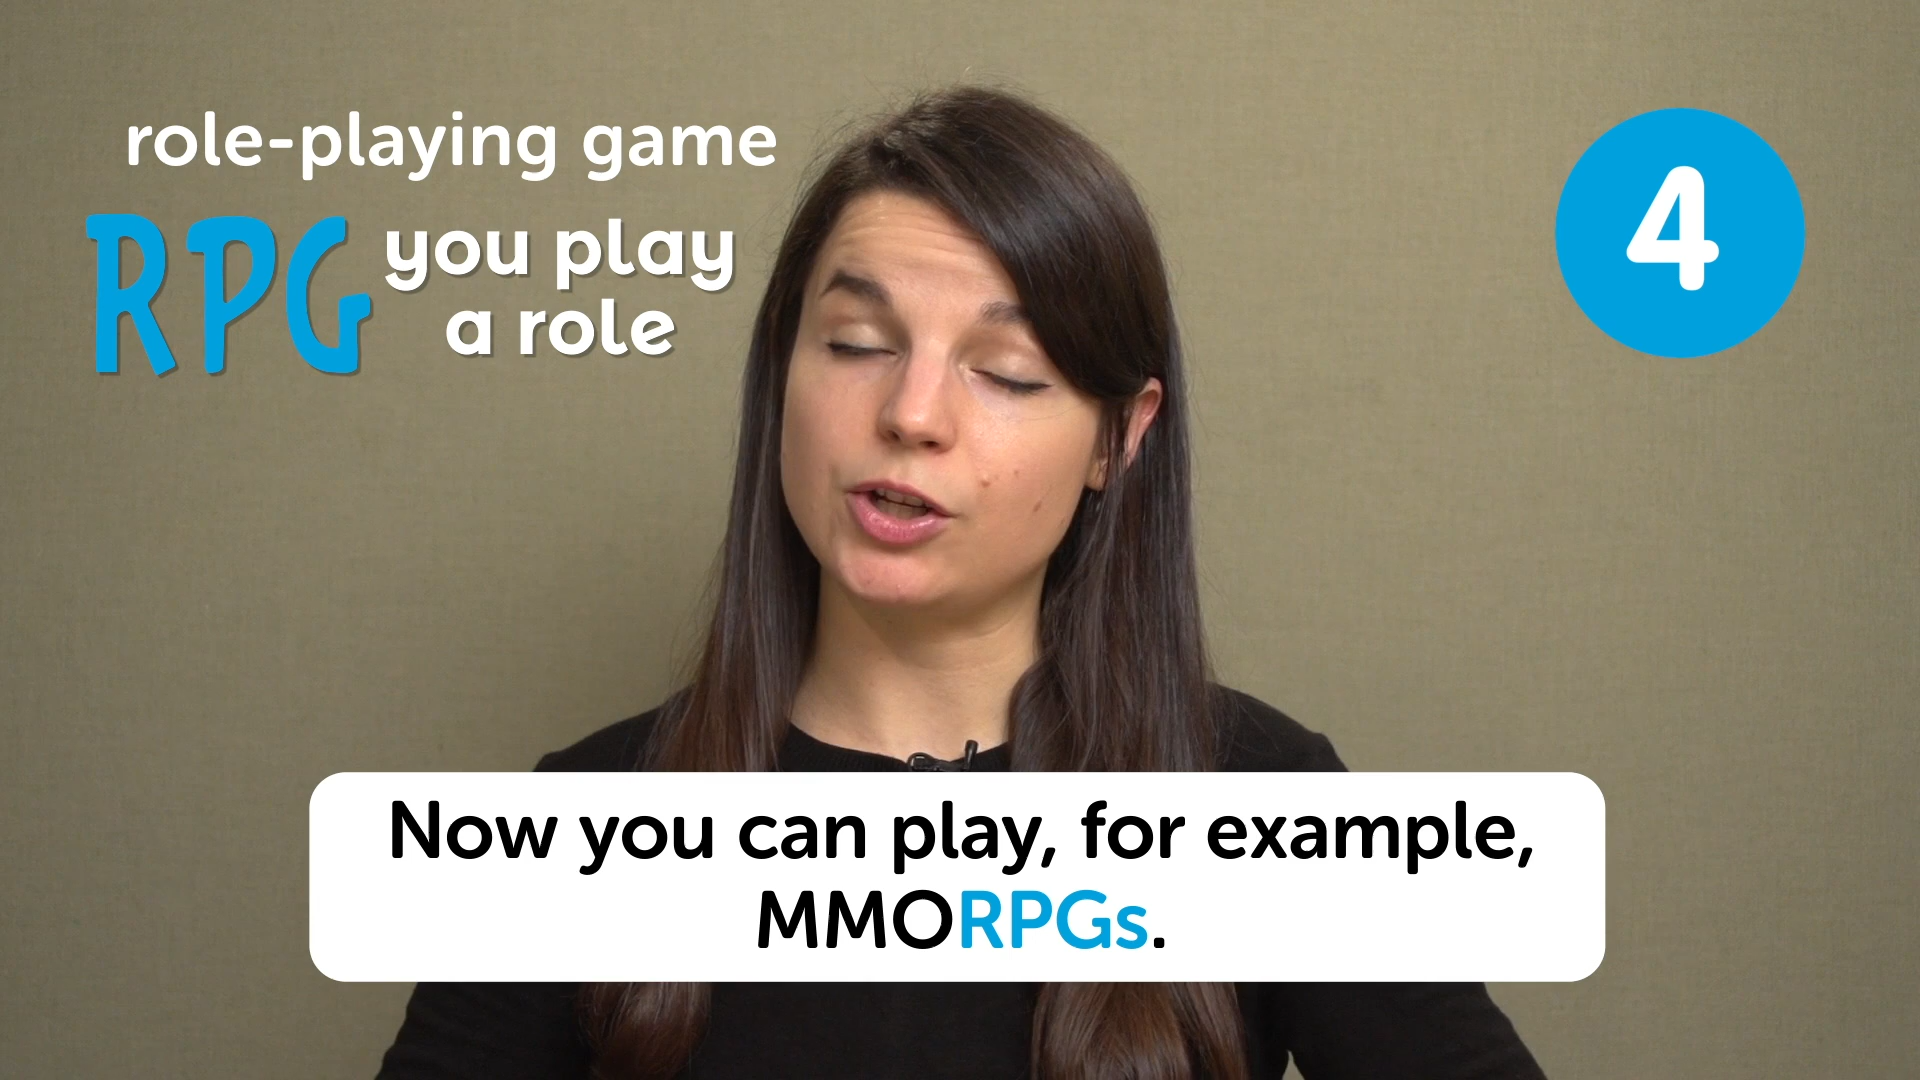 role-playing game
RPG you play
a role
4
Now you can play, for example,
MMORPGs.